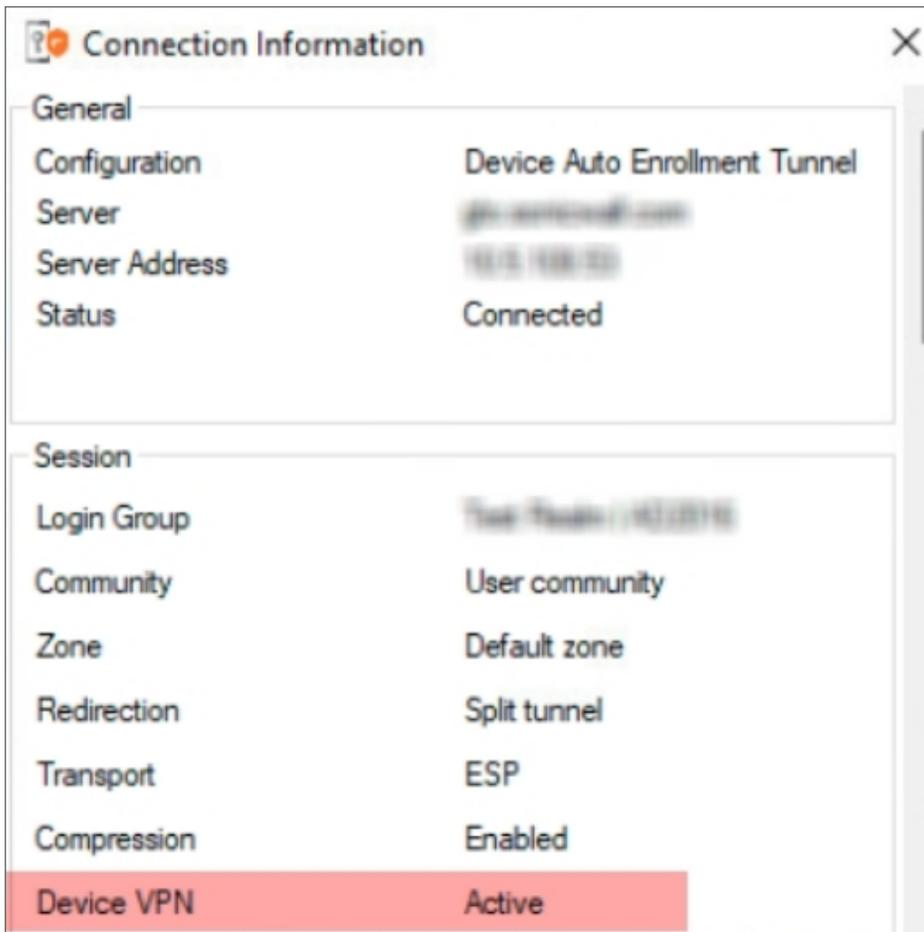 Connection Information
General
Configuration Device Auto Enrollment Tunnel
Server
Server Address
Status Connected
Session
Login Group
Community User community
Zone Default zone
Redirection Split tunnel
Transport ESP
Compression Enabled
Device VPN Active